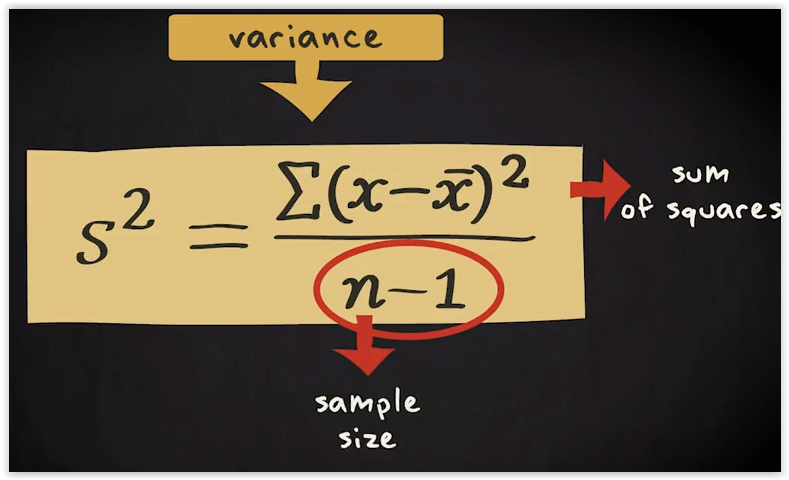 variance
s² = Σ(x−x̄)² / n−1
sum
of squares
sample
size